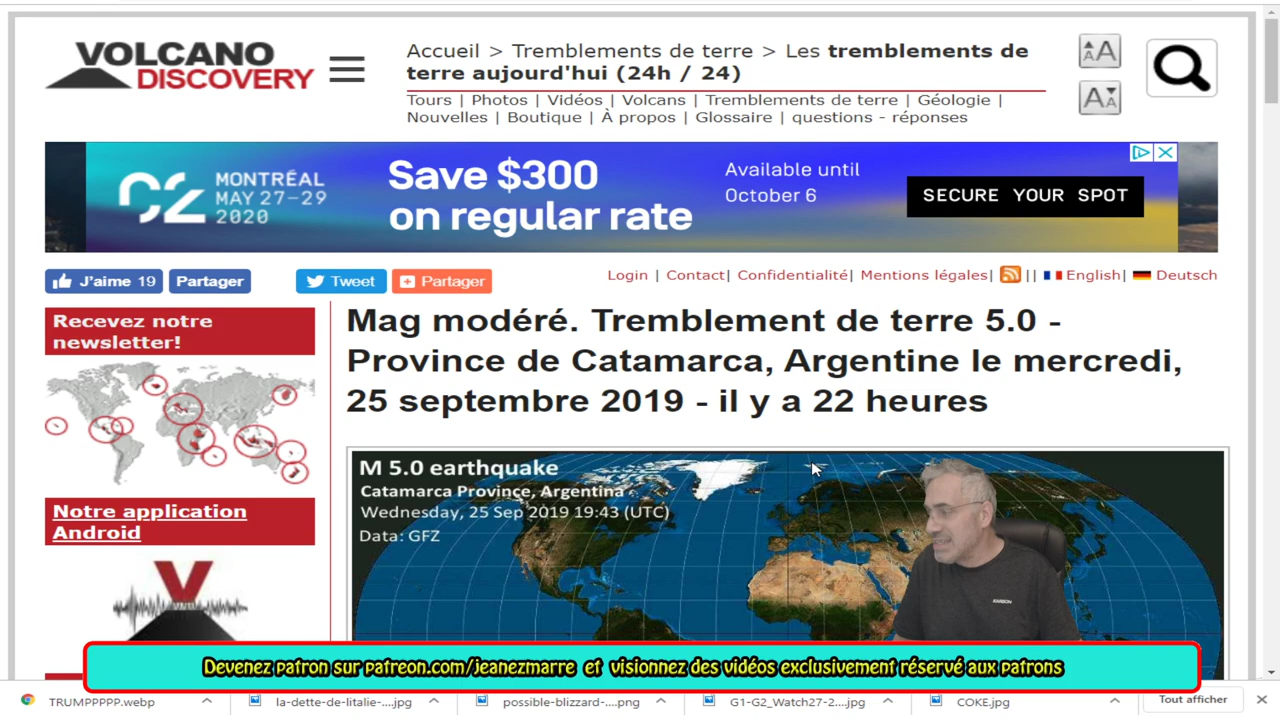 VOLCANO
DISCOVERY
Accueil > Tremblements de terre > Les tremblements de
terre aujourd'hui (24h / 24)
Tours | Photos | Vidéos | Volcans | Tremblements de terre | Géologie |
Nouvelles | Boutique | À propos | Glossaire | questions - réponses
AA
AA
C2 MONTRÉAL
MAY 27-29
2020
Save $300
on regular rate
Available until
October 6
SECURE YOUR SPOT
J'aime 19 Partager Tweet Partager
Login | Contact| Confidentialité| Mentions légales| || English| Deutsch
Recevez notre
newsletter!
Notre application
Android
Mag modéré. Tremblement de terre 5.0 -
Province de Catamarca, Argentine le mercredi,
25 septembre 2019 - il y a 22 heures
M 5.0 earthquake
Catamarca Province, Argentina
Wednesday, 25 Sep 2019 19:43 (UTC)
Data: GFZ
KARBON
Devenez patron sur patreon.com/jeanezmarre et visionnez des vidéos exclusivement réservé aux patrons
TRUMPPPPP.webp la-dette-de-litalie-....jpg possible-blizzard-....png G1-G2_Watch27-2....jpg COKE.jpg Tout afficher